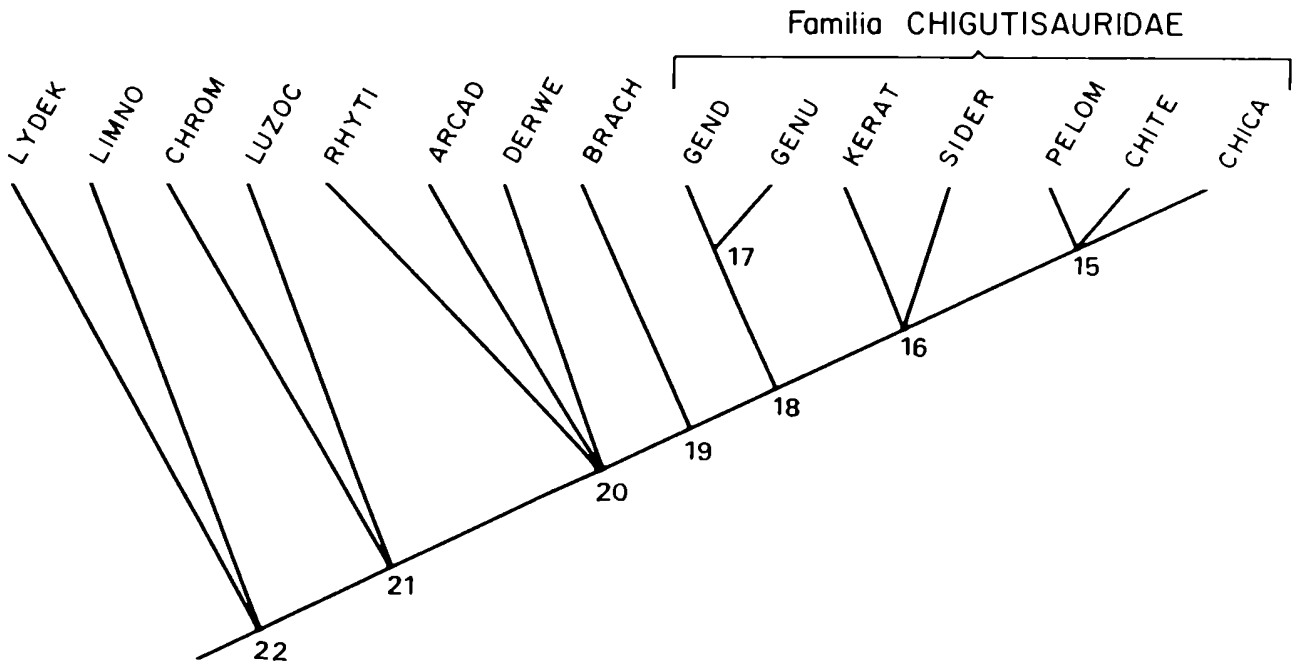 Familia CHIGUTISAURIDAE
LYDEK
LIMNO
CHROM
LUZOC
RHYTI
ARCAD
DERWE
BRACH
GEND
GENU
KERAT
SIDER
PELOM
CHITE
CHICA
17
15
16
18
19
20
21
22